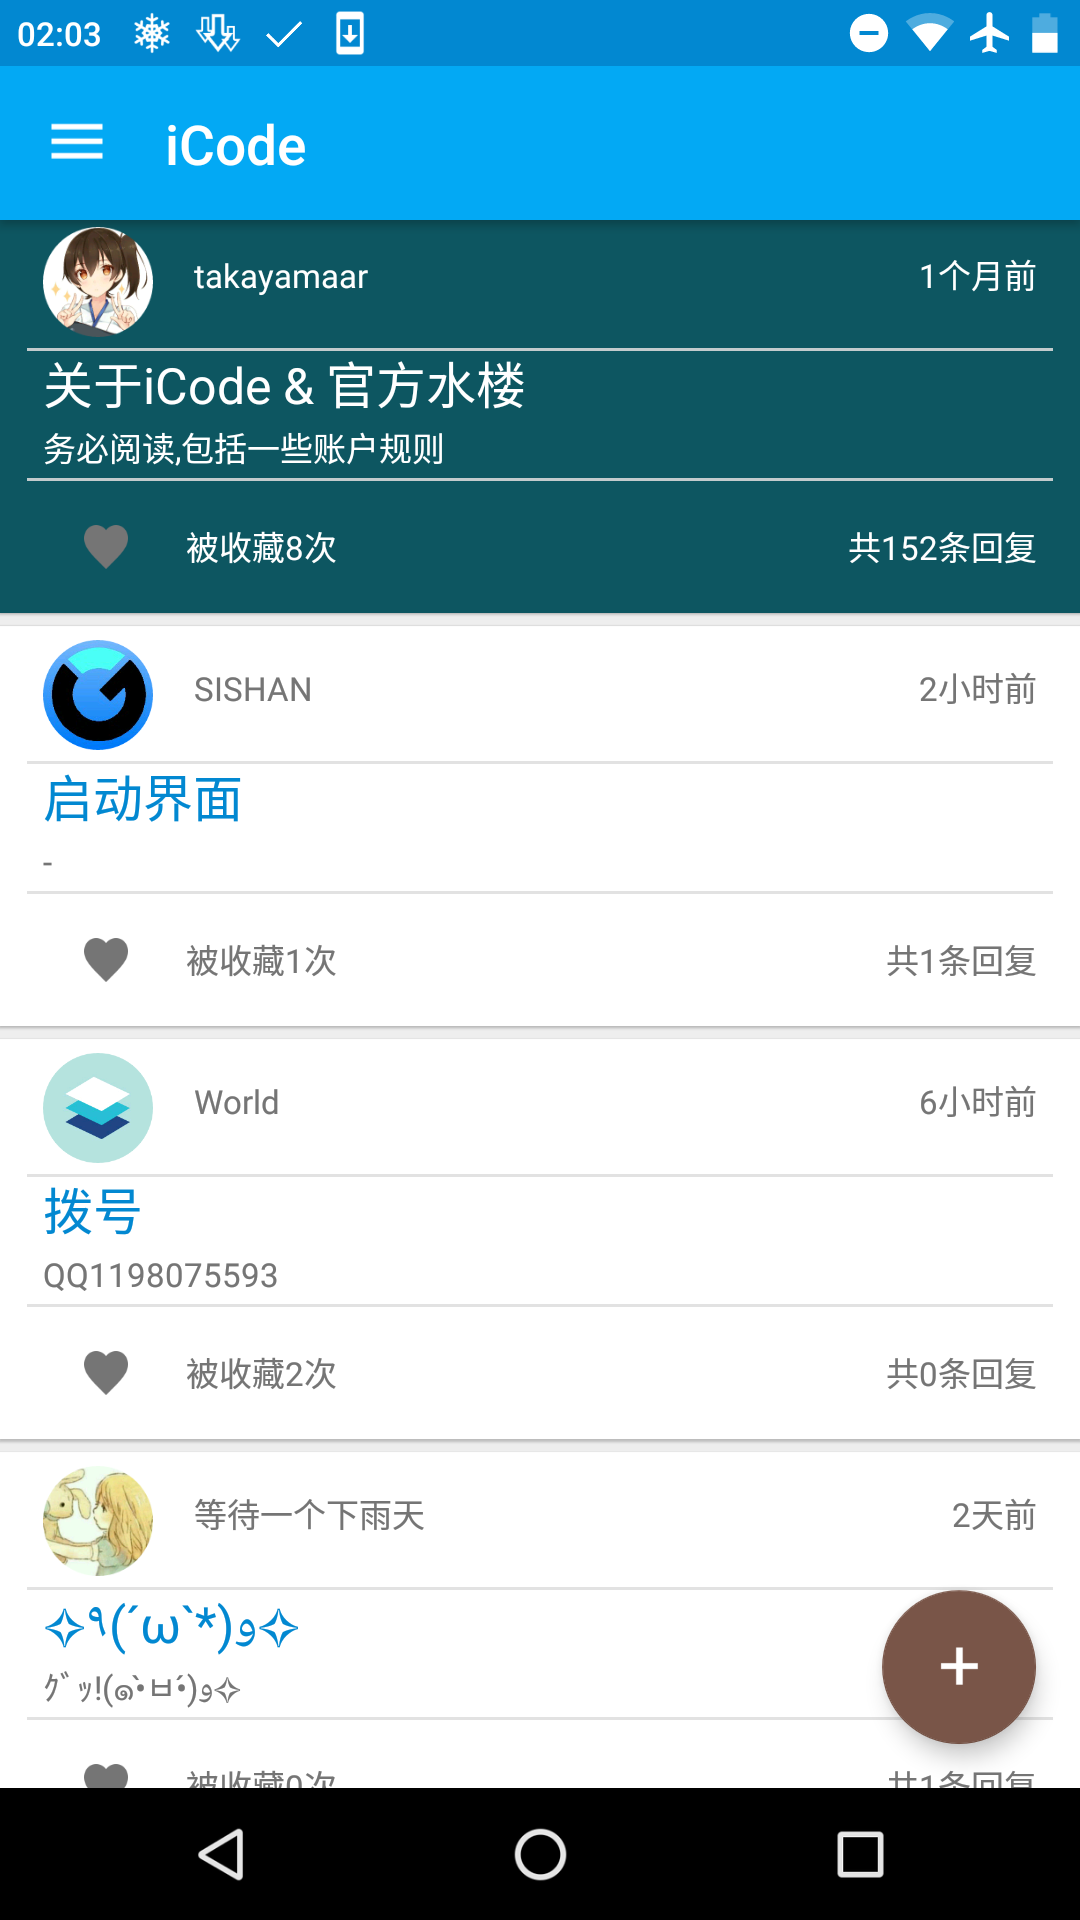 02:03
iCode
takayamaar
1个月前
关于iCode & 官方水楼
务必阅读,包括一些账户规则
被收藏8次
共152条回复
SISHAN
2小时前
启动界面
-
被收藏1次
共1条回复
World
6小时前
拨号
QQ1198075593
被收藏2次
共0条回复
等待一个下雨天
2天前
✧٩(ˊωˋ*)و✧
ｸﾞｯ!(๑•̀ㅂ•́)و✧
被收藏0次
共1条回复